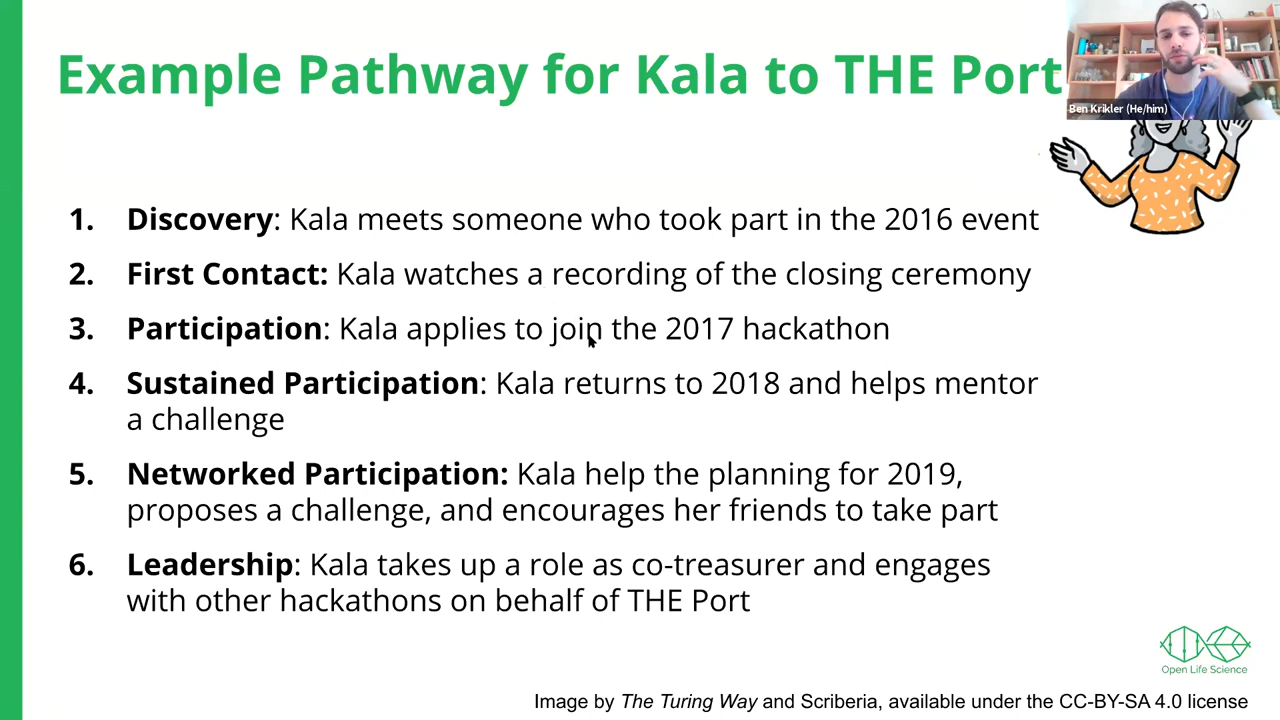 Example Pathway for Kala to THE Port
Ben Krikler (He/him)
1. Discovery: Kala meets someone who took part in the 2016 event
2. First Contact: Kala watches a recording of the closing ceremony
3. Participation: Kala applies to join the 2017 hackathon
4. Sustained Participation: Kala returns to 2018 and helps mentor
a challenge
5. Networked Participation: Kala help the planning for 2019,
proposes a challenge, and encourages her friends to take part
6. Leadership: Kala takes up a role as co-treasurer and engages
with other hackathons on behalf of THE Port
Open Life Science
Image by The Turing Way and Scriberia, available under the CC-BY-SA 4.0 license